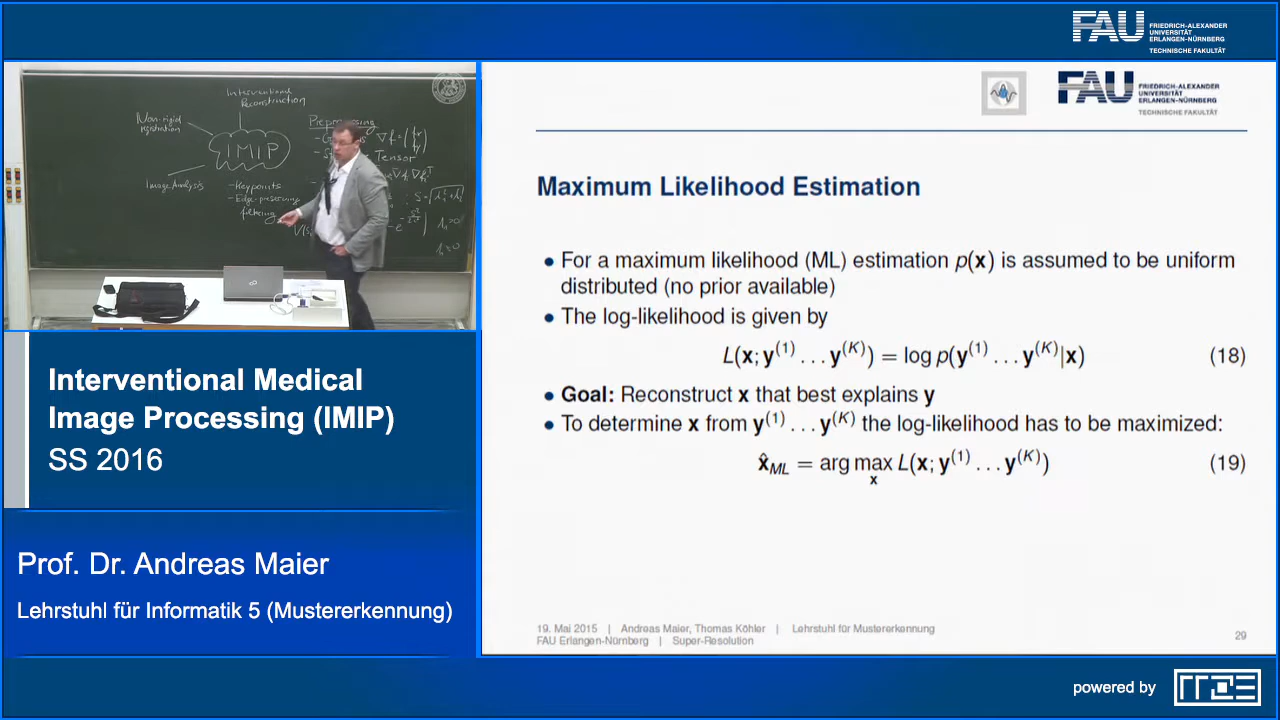 FAU
FRIEDRICH-ALEXANDER
UNIVERSITÄT
ERLANGEN-NÜRNBERG
TECHNISCHE FAKULTÄT
Interventional
Reconstruction
Non-rigid
registration
IMIP
Image Analysis
- Keypoints
- Edge-preserving
filtering
Preprocessing
Tensor
Interventional Medical
Image Processing (IMIP)
SS 2016
Prof. Dr. Andreas Maier
Lehrstuhl für Informatik 5 (Mustererkennung)
FAU
FRIEDRICH-ALEXANDER
UNIVERSITÄT
ERLANGEN-NÜRNBERG
TECHNISCHE FAKULTÄT
Maximum Likelihood Estimation
• For a maximum likelihood (ML) estimation p(x) is assumed to be uniform
distributed (no prior available)
• The log-likelihood is given by
L(x; y^(1) . . . y^(K)) = log p(y^(1) . . . y^(K)|x) (18)
• Goal: Reconstruct x that best explains y
• To determine x from y^(1) . . . y^(K) the log-likelihood has to be maximized:
x̂_ML = arg max_x L(x; y^(1) . . . y^(K)) (19)
19. Mai 2015 | Andreas Maier, Thomas Köhler | Lehrstuhl für Mustererkennung
FAU Erlangen-Nürnberg | Super-Resolution
29
powered by